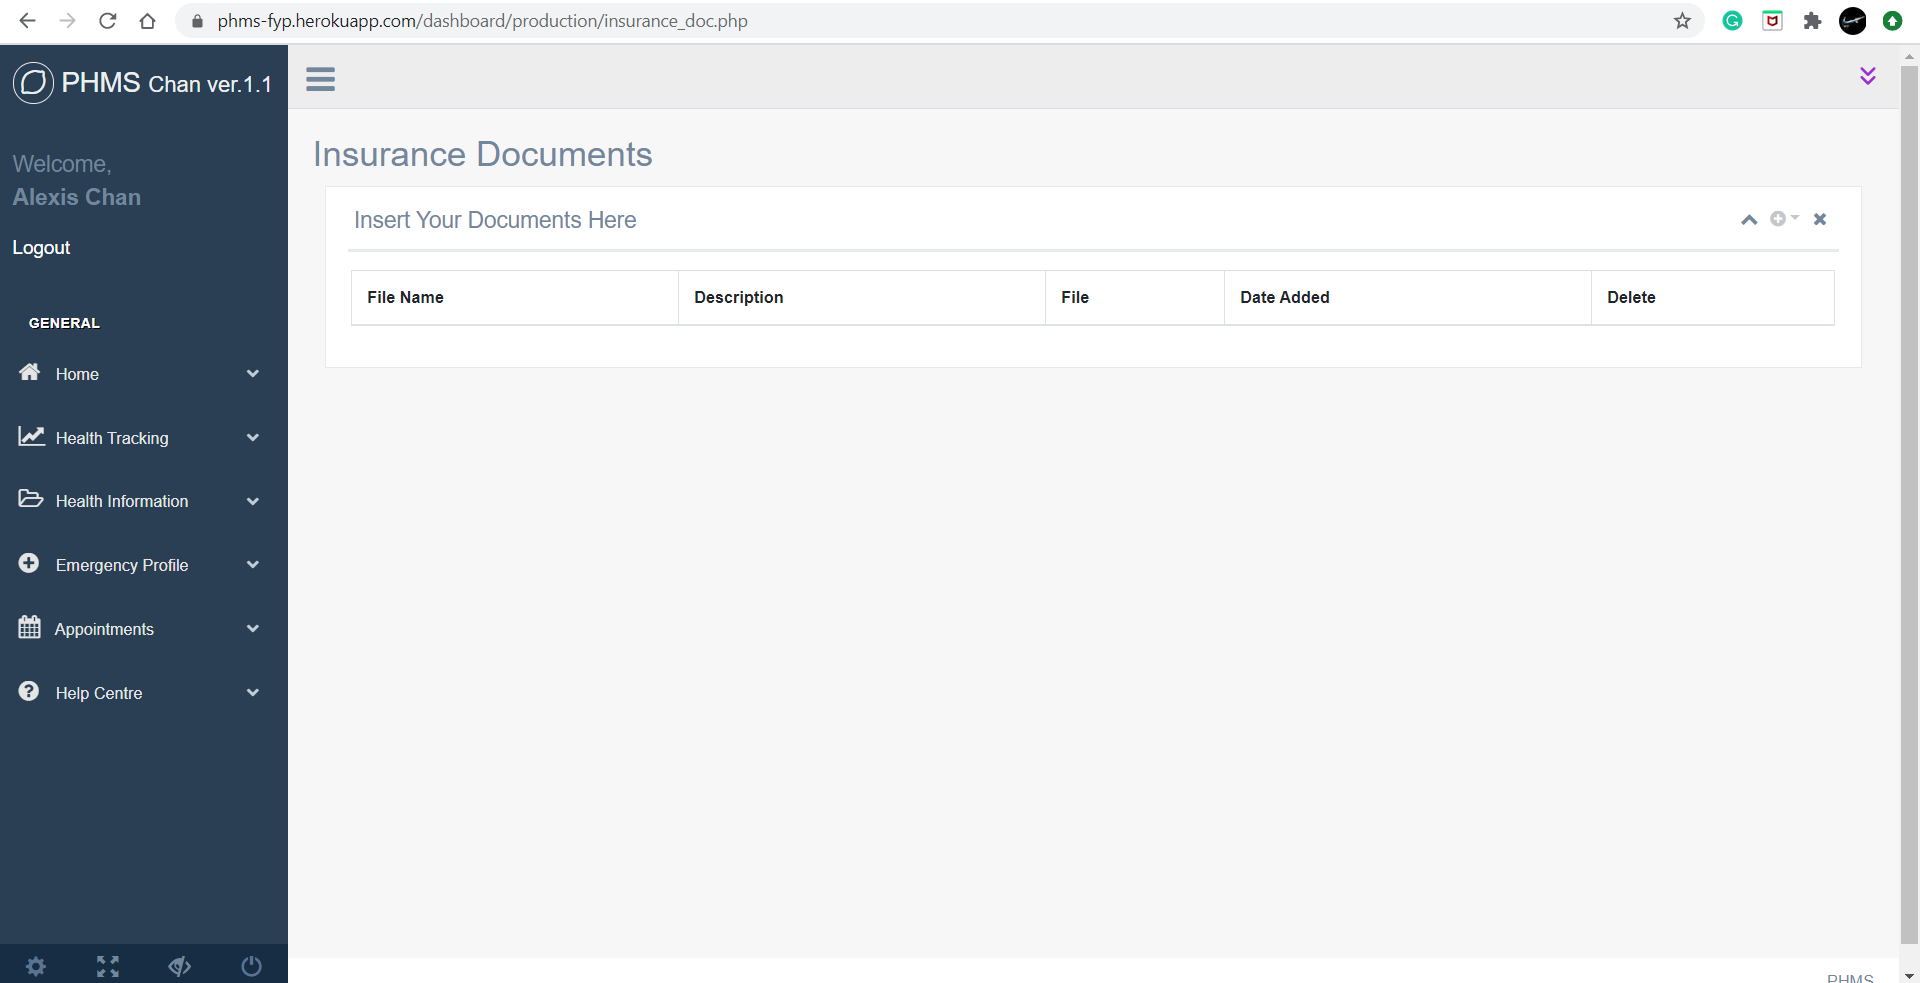 phms-fyp.herokuapp.com/dashboard/production/insurance_doc.php
PHMS Chan ver.1.1
Welcome,
Alexis Chan
Logout
GENERAL
Home
Health Tracking
Health Information
Emergency Profile
Appointments
Help Centre
Insurance Documents
Insert Your Documents Here
File Name Description File Date Added Delete
PHMS